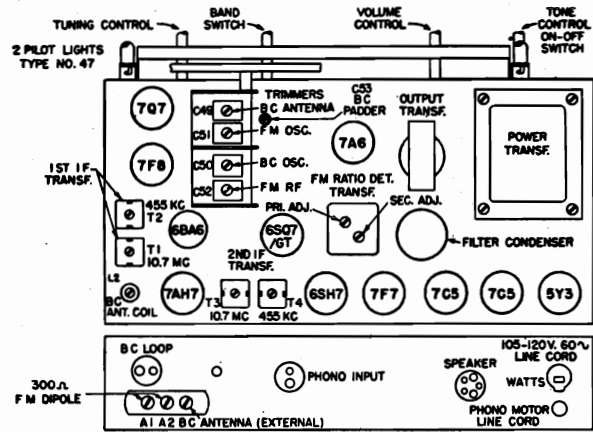 TUNING CONTROL
BAND
SWITCH
VOLUME
CONTROL
TONE
CONTROL
ON-OFF
SWITCH
2 PILOT LIGHTS
TYPE NO. 47
TRIMMERS
C49
BC ANTENNA
C51
FM OSC.
C50
BC OSC.
C52
FM RF
C53
BC
PADDER
OUTPUT
TRANSF.
POWER
TRANSF.
7Q7
7F8
7A6
1ST IF
TRANSF.
455 KC
T2
T1
10.7 MC
6BA6
6SQ7
/GT
FM RATIO DET.
TRANSF.
PRI. ADJ.
SEC. ADJ.
FILTER CONDENSER
2ND IF
TRANSF.
L2
BC
ANT. COIL
7AH7
T3
10.7 MC
T4
455 KC
6SH7
7F7
7C5
7C5
5Y3
BC LOOP
PHONO INPUT
SPEAKER
105-120V. 60~
LINE CORD
WATTS
300Ω
FM DIPOLE
PHONO MOTOR
LINE CORD
A1 A2 BC ANTENNA (EXTERNAL)